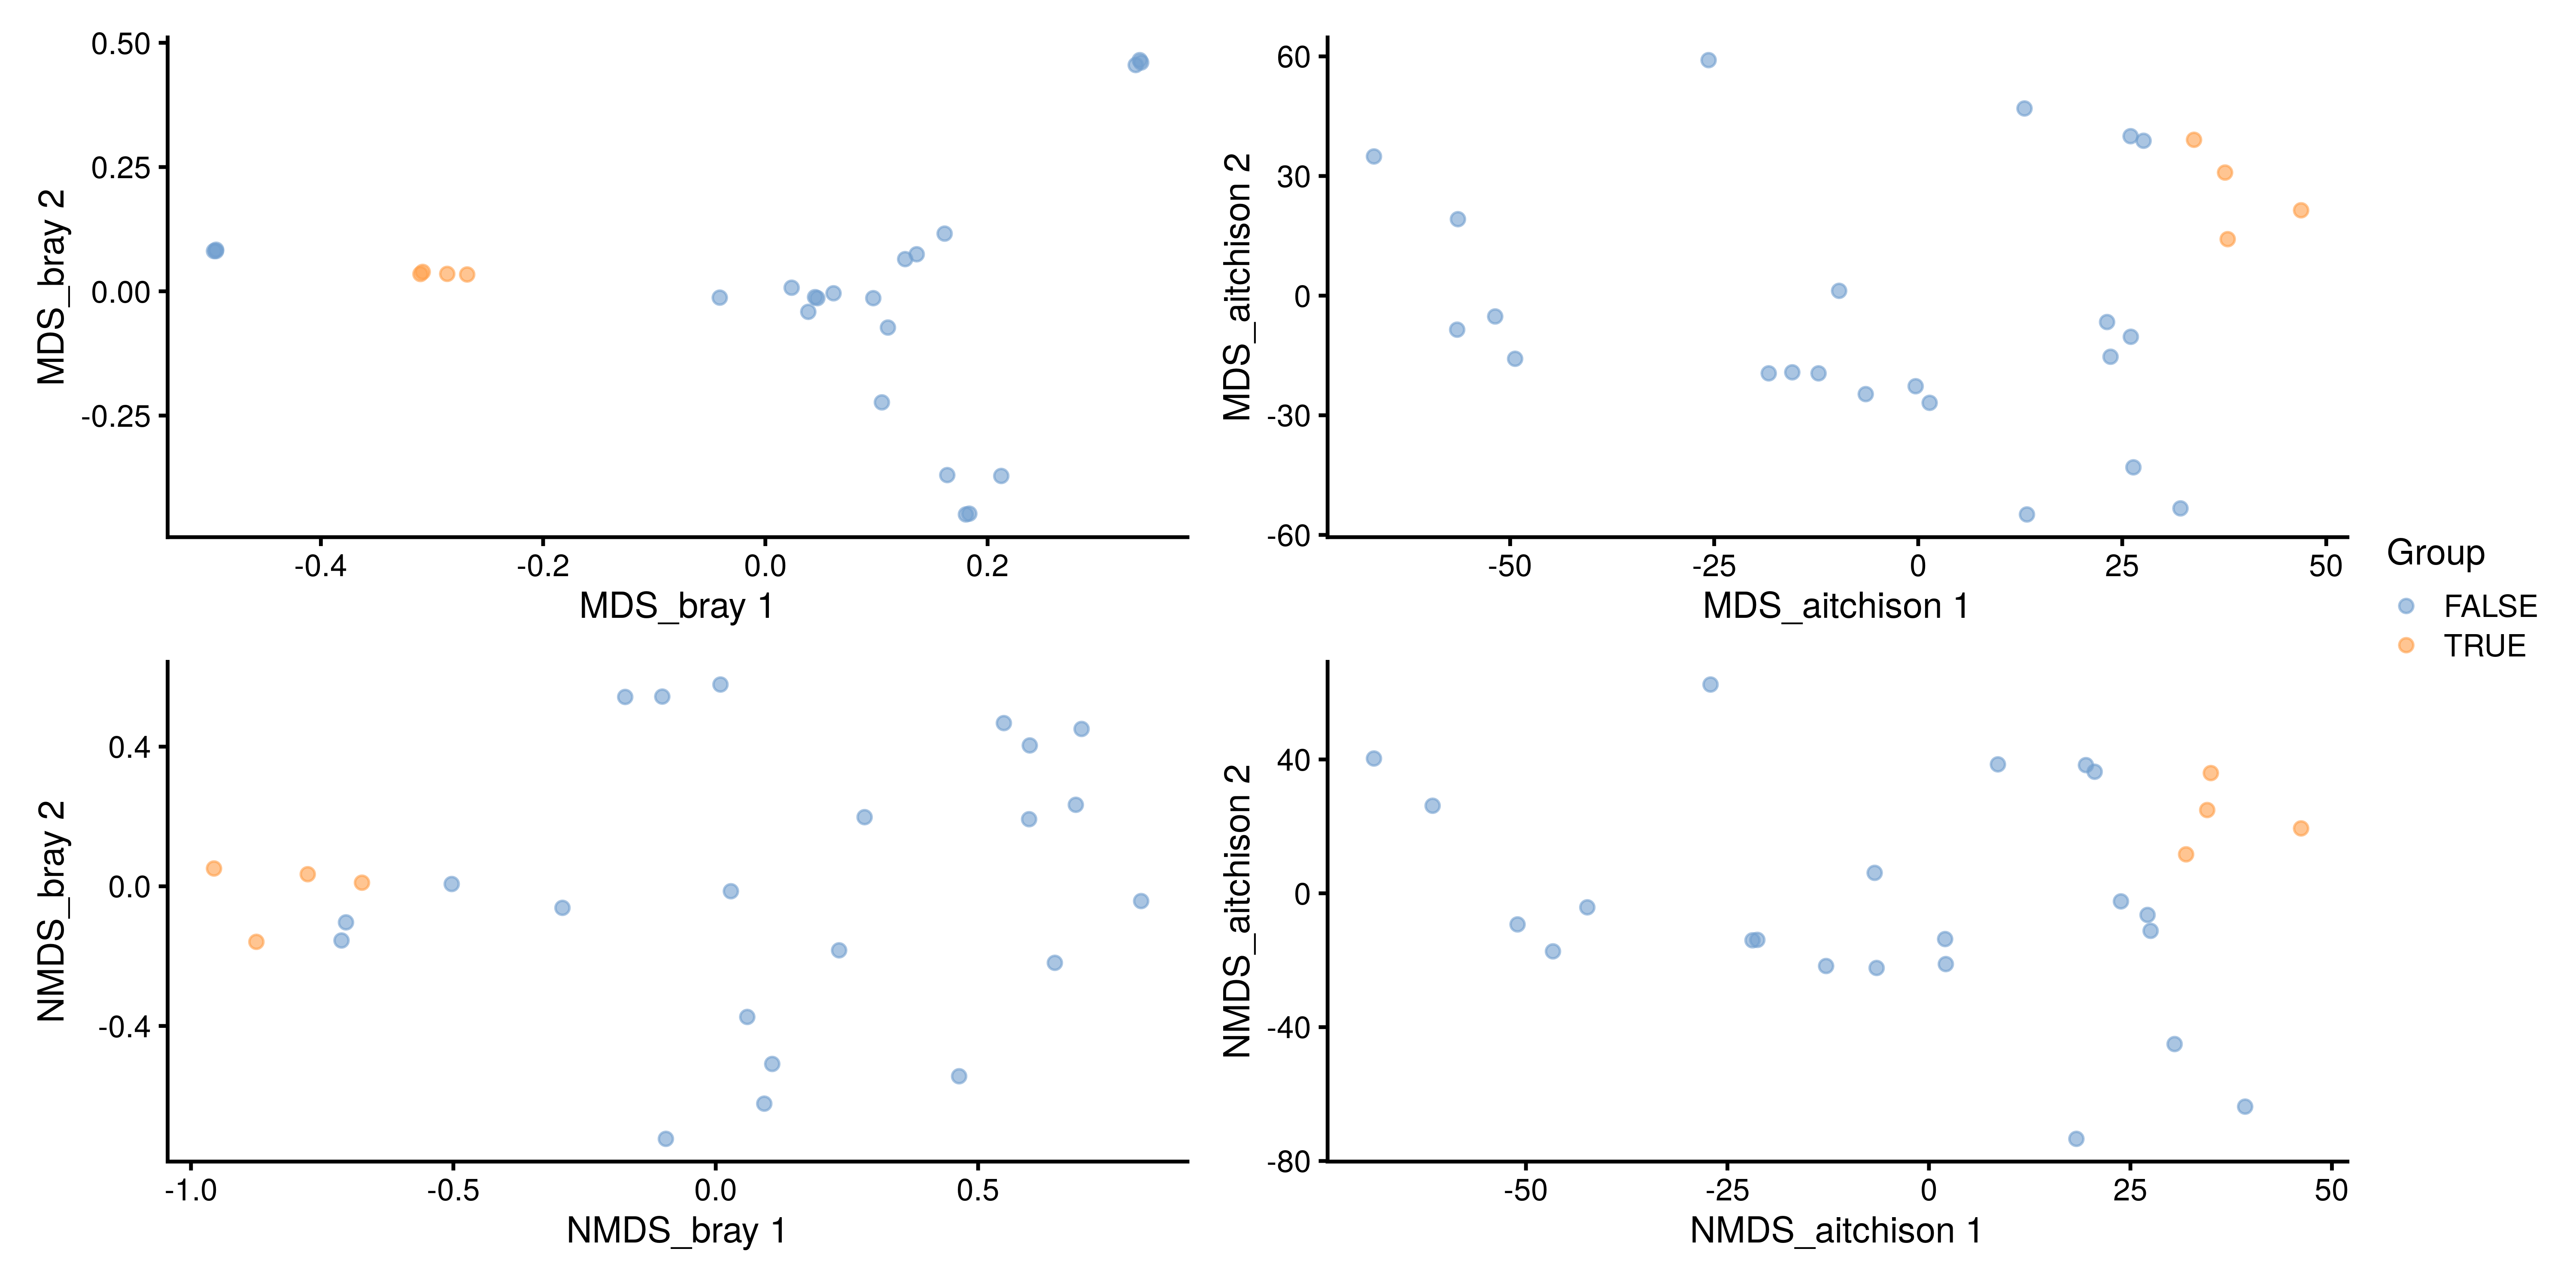 0.50
0.25
0.00
-0.25
MDS_bray 2
-0.4 -0.2 0.0 0.2
MDS_bray 1
60
30
0
-30
-60
MDS_aitchison 2
-50 -25 0 25 50
MDS_aitchison 1
0.4
0.0
-0.4
NMDS_bray 2
-1.0 -0.5 0.0 0.5
NMDS_bray 1
40
0
-40
-80
NMDS_aitchison 2
-50 -25 0 25 50
NMDS_aitchison 1
Group
FALSE
TRUE